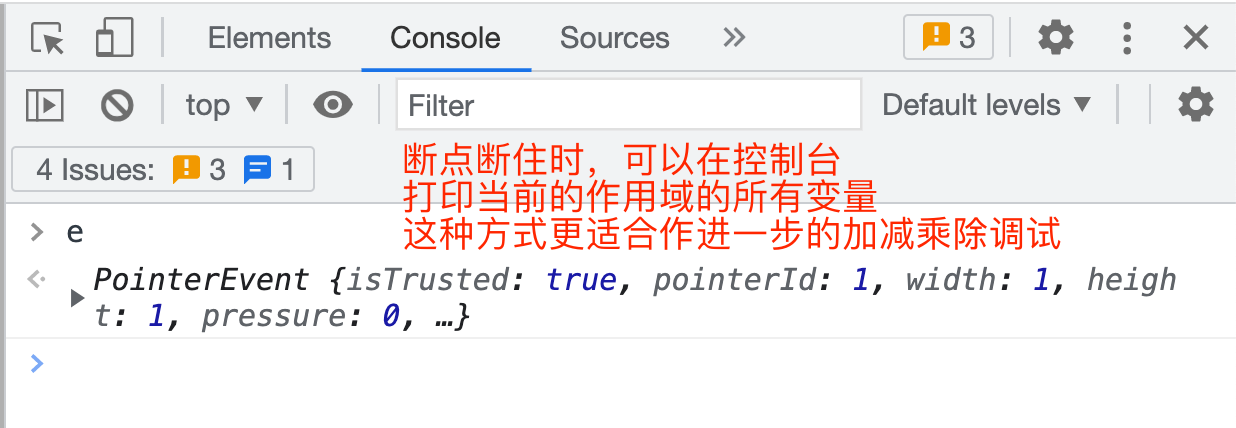 Elements Console Sources 3
top Filter Default levels
4 Issues: 3 1
断点断住时，可以在控制台
打印当前的作用域的所有变量
这种方式更适合作进一步的加减乘除调试
e
PointerEvent {isTrusted: true, pointerId: 1, width: 1, heigh
t: 1, pressure: 0, …}